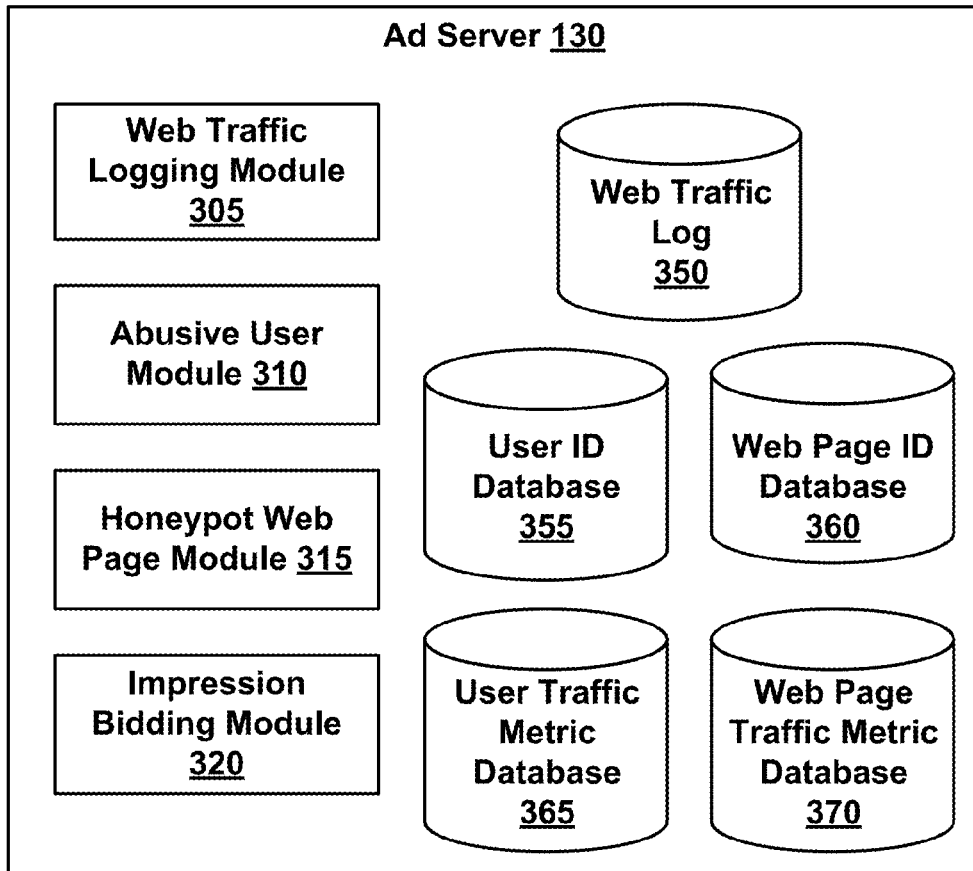 Ad Server 130
Web Traffic
Logging Module
305
Abusive User
Module 310
Honeypot Web
Page Module 315
Impression
Bidding Module
320
Web Traffic
Log
350
User ID
Database
355
Web Page ID
Database
360
User Traffic
Metric
Database
365
Web Page
Traffic Metric
Database
370